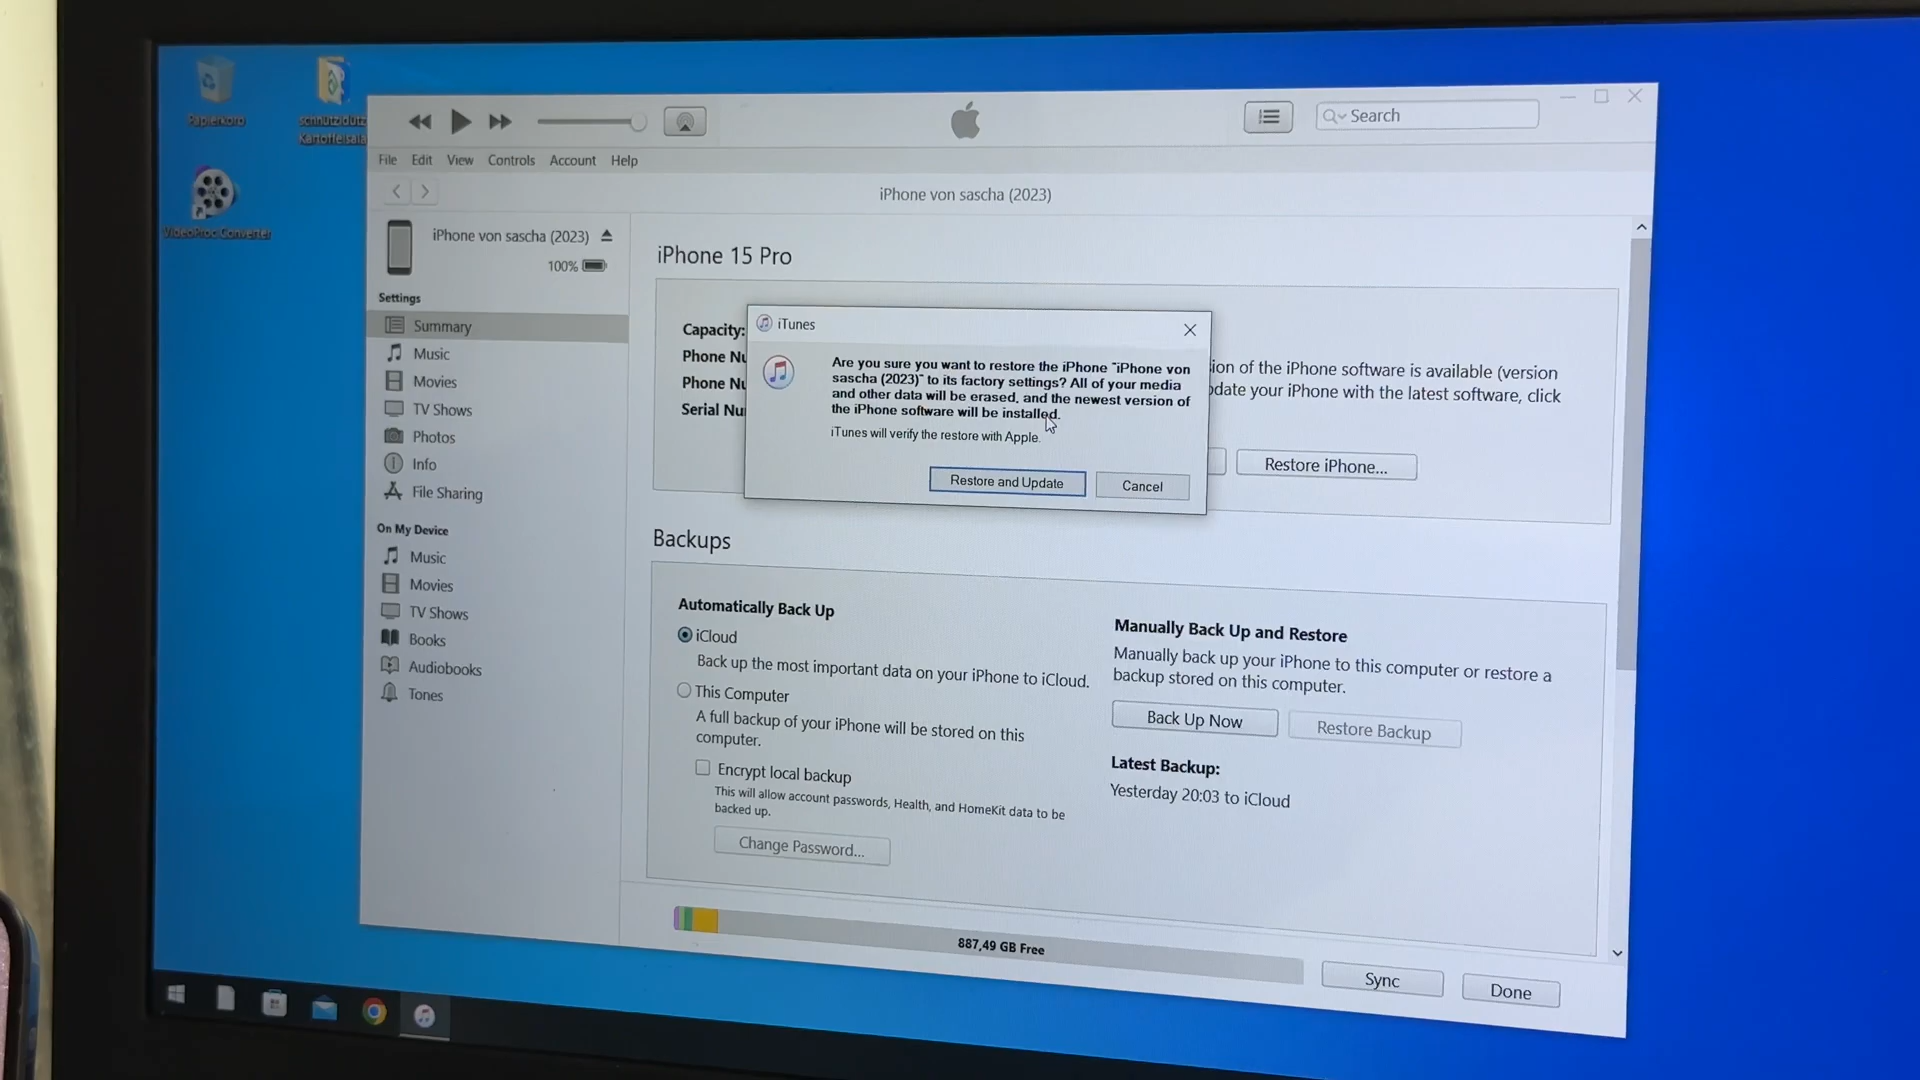 Papierkorb
schnutzidutz
Kartoffelsala
VideoProc Converter
Search
File Edit View Controls Account Help
iPhone von sascha (2023)
iPhone von sascha (2023)
100%
Settings
Summary
Music
Movies
TV Shows
Photos
Info
File Sharing
On My Device
Music
Movies
TV Shows
Books
Audiobooks
Tones
iPhone 15 Pro
Capacity:
Phone Nu
Phone Nu
Serial Nu
ion of the iPhone software is available (version
pdate your iPhone with the latest software, click
Restore iPhone...
iTunes
Are you sure you want to restore the iPhone "iPhone von
sascha (2023)" to its factory settings? All of your media
and other data will be erased, and the newest version of
the iPhone software will be installed.
iTunes will verify the restore with Apple.
Restore and Update
Cancel
Backups
Automatically Back Up
iCloud
Back up the most important data on your iPhone to iCloud.
This Computer
A full backup of your iPhone will be stored on this
computer.
Encrypt local backup
This will allow account passwords, Health, and HomeKit data to be
backed up.
Change Password...
Manually Back Up and Restore
Manually back up your iPhone to this computer or restore a
backup stored on this computer.
Back Up Now
Restore Backup
Latest Backup:
Yesterday 20:03 to iCloud
887,49 GB Free
Sync
Done